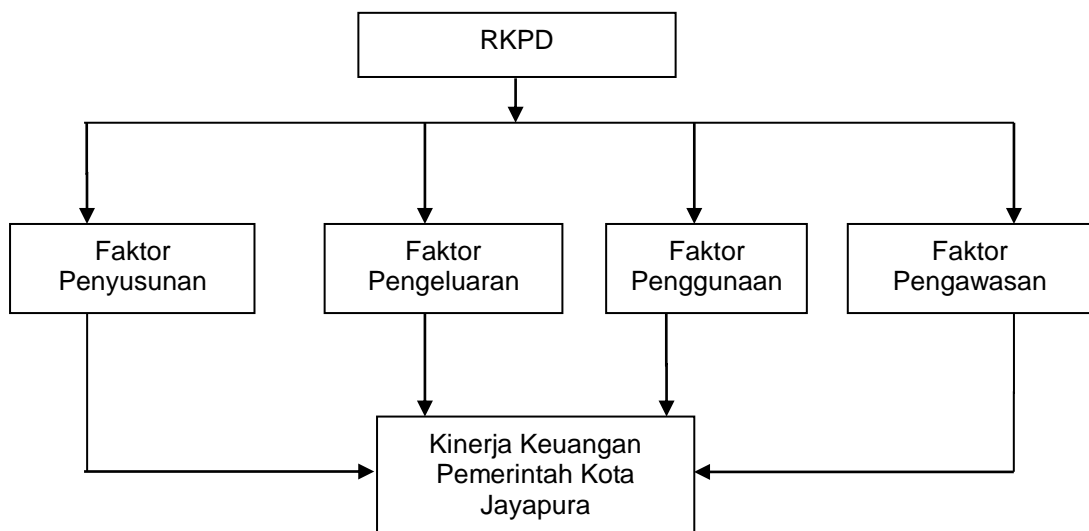 RKPD
Faktor
Penyusunan
Faktor
Pengeluaran
Faktor
Penggunaan
Faktor
Pengawasan
Kinerja Keuangan
Pemerintah Kota
Jayapura